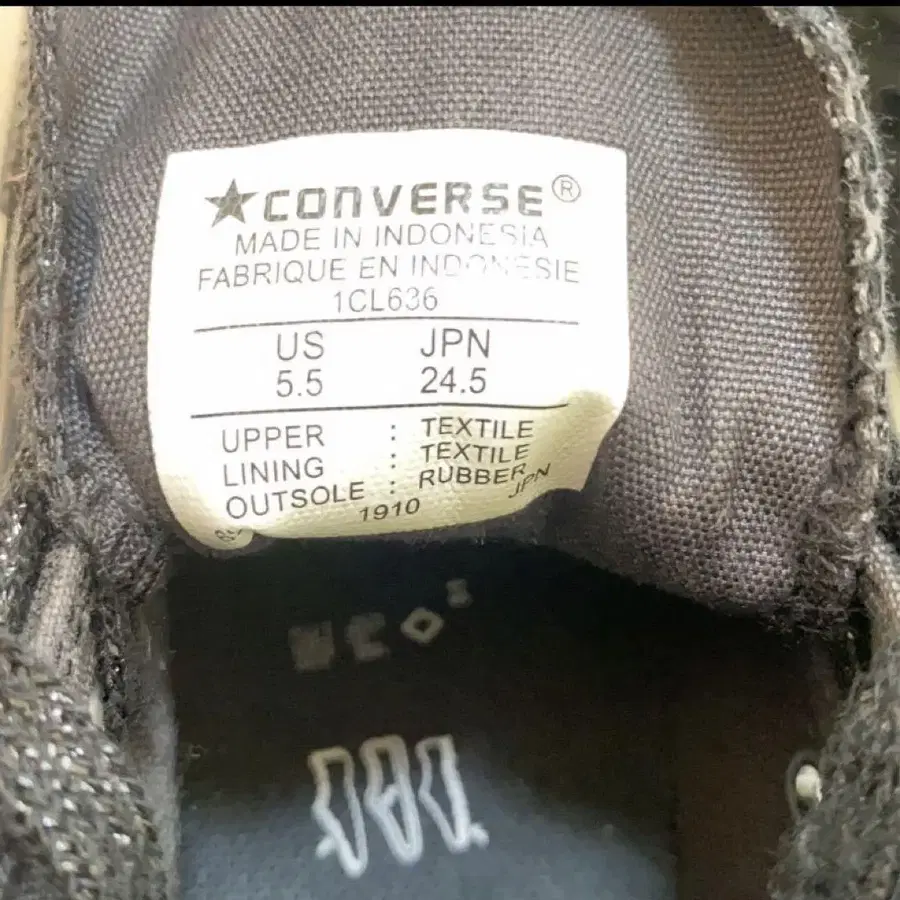 ★CONVERSE®
MADE IN INDONESIA
FABRIQUE EN INDONESIE
1CL636
US JPN
5.5 24.5
UPPER : TEXTILE
LINING : TEXTILE
OUTSOLE : RUBBER
JPN
1910